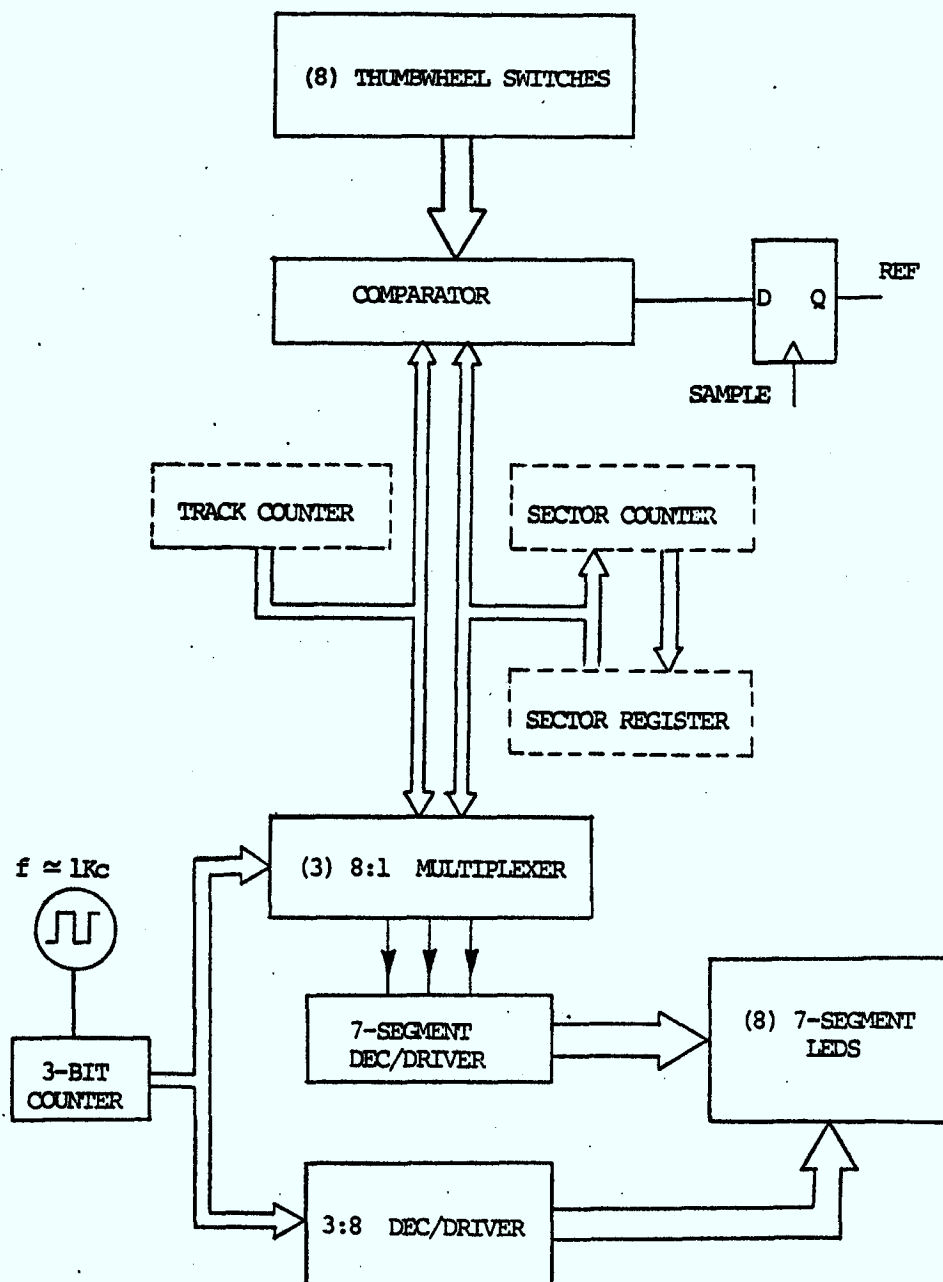 (8) THUMBWHEEL SWITCHES
COMPARATOR
D Q
REF
SAMPLE
TRACK COUNTER
SECTOR COUNTER
SECTOR REGISTER
f ≃ 1Kc
(3) 8:1 MULTIPLEXER
3-BIT
COUNTER
7-SEGMENT
DEC/DRIVER
(8) 7-SEGMENT
LEDS
3:8 DEC/DRIVER